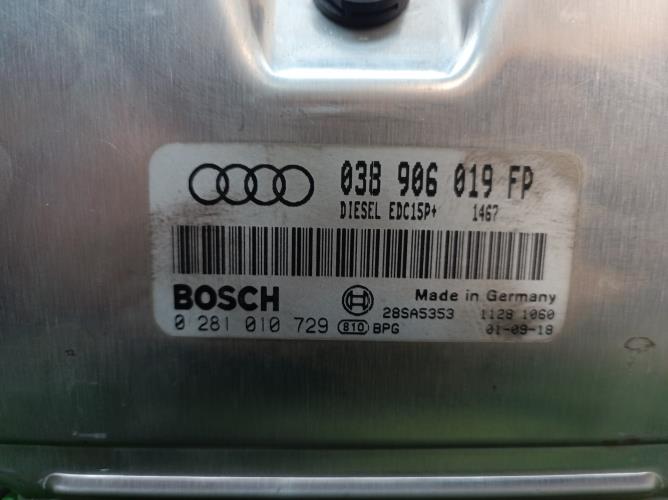 038 906 019 FP
DIESEL EDC15P+ 1467
BOSCH
Made in Germany
28SA5353 1128 1060
0 281 010 729 810 BPG 01-09-18